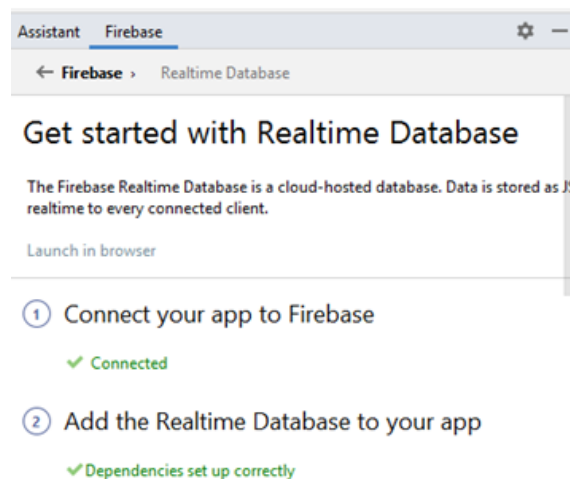 Assistant Firebase
← Firebase › Realtime Database
Get started with Realtime Database
The Firebase Realtime Database is a cloud-hosted database. Data is stored as
realtime to every connected client.
Launch in browser
1 Connect your app to Firebase
✔ Connected
2 Add the Realtime Database to your app
✔ Dependencies set up correctly